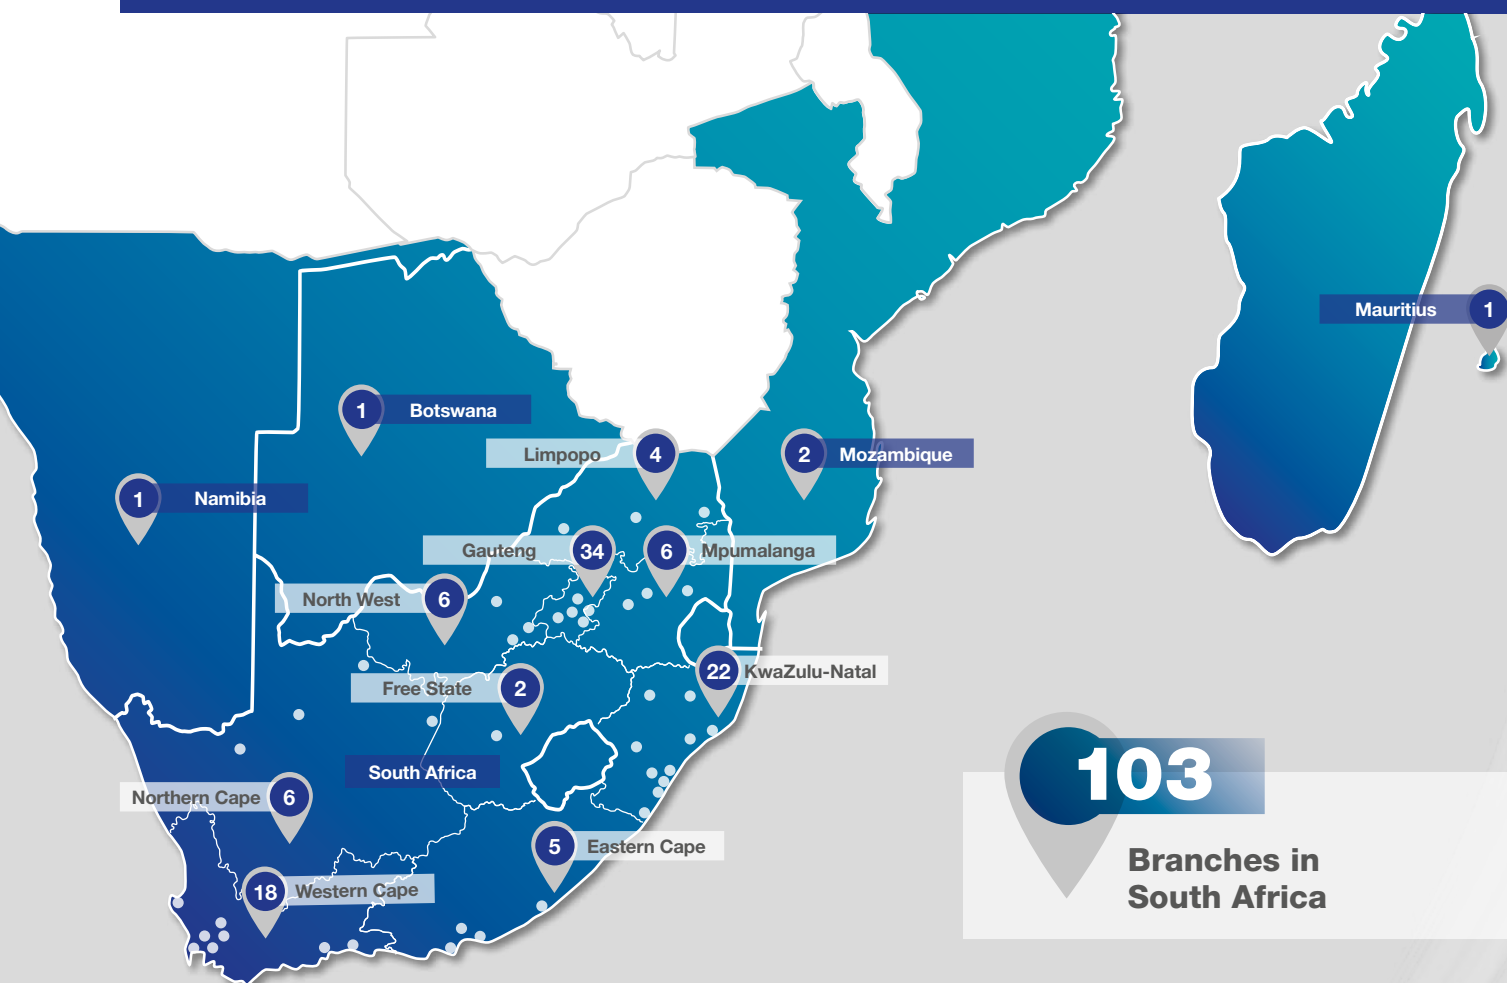 Mauritius 1
1 Botswana
Limpopo 4
2 Mozambique
1 Namibia
Gauteng 34
6 Mpumalanga
North West 6
22 KwaZulu-Natal
Free State 2
South Africa
103
Northern Cape 6
5 Eastern Cape
Branches in
South Africa
18 Western Cape